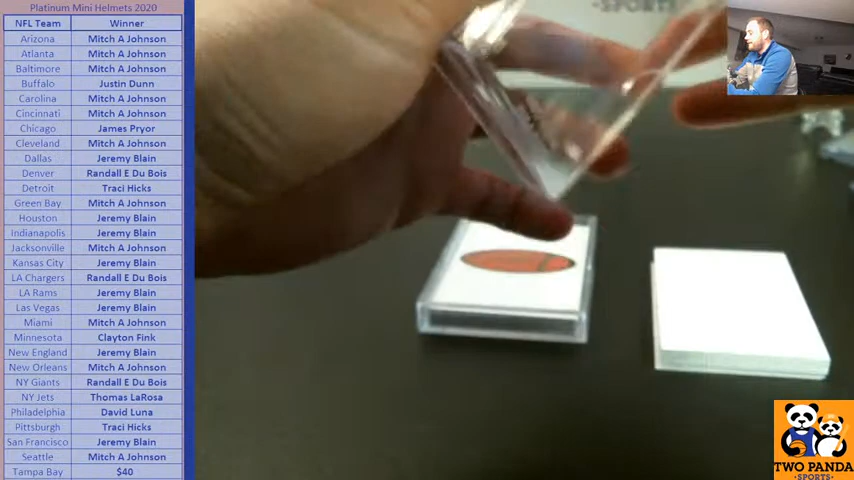 Platinum Mini Helmets 2020
NFL Team Winner
Arizona Mitch A Johnson
Atlanta Mitch A Johnson
Baltimore Mitch A Johnson
Buffalo Justin Dunn
Carolina Mitch A Johnson
Cincinnati Mitch A Johnson
Chicago James Pryor
Cleveland Mitch A Johnson
Dallas Jeremy Blain
Denver Randall E Du Bois
Detroit Traci Hicks
Green Bay Mitch A Johnson
Houston Jeremy Blain
Indianapolis Jeremy Blain
Jacksonville Mitch A Johnson
Kansas City Jeremy Blain
LA Chargers Randall E Du Bois
LA Rams Jeremy Blain
Las Vegas Jeremy Blain
Miami Mitch A Johnson
Minnesota Clayton Fink
New England Jeremy Blain
New Orleans Mitch A Johnson
NY Giants Randall E Du Bois
NY Jets Thomas LaRosa
Philadelphia David Luna
Pittsburgh Traci Hicks
San Francisco Jeremy Blain
Seattle Mitch A Johnson
Tampa Bay $40
·SPORTS·
TWO PANDA
·SPORTS·